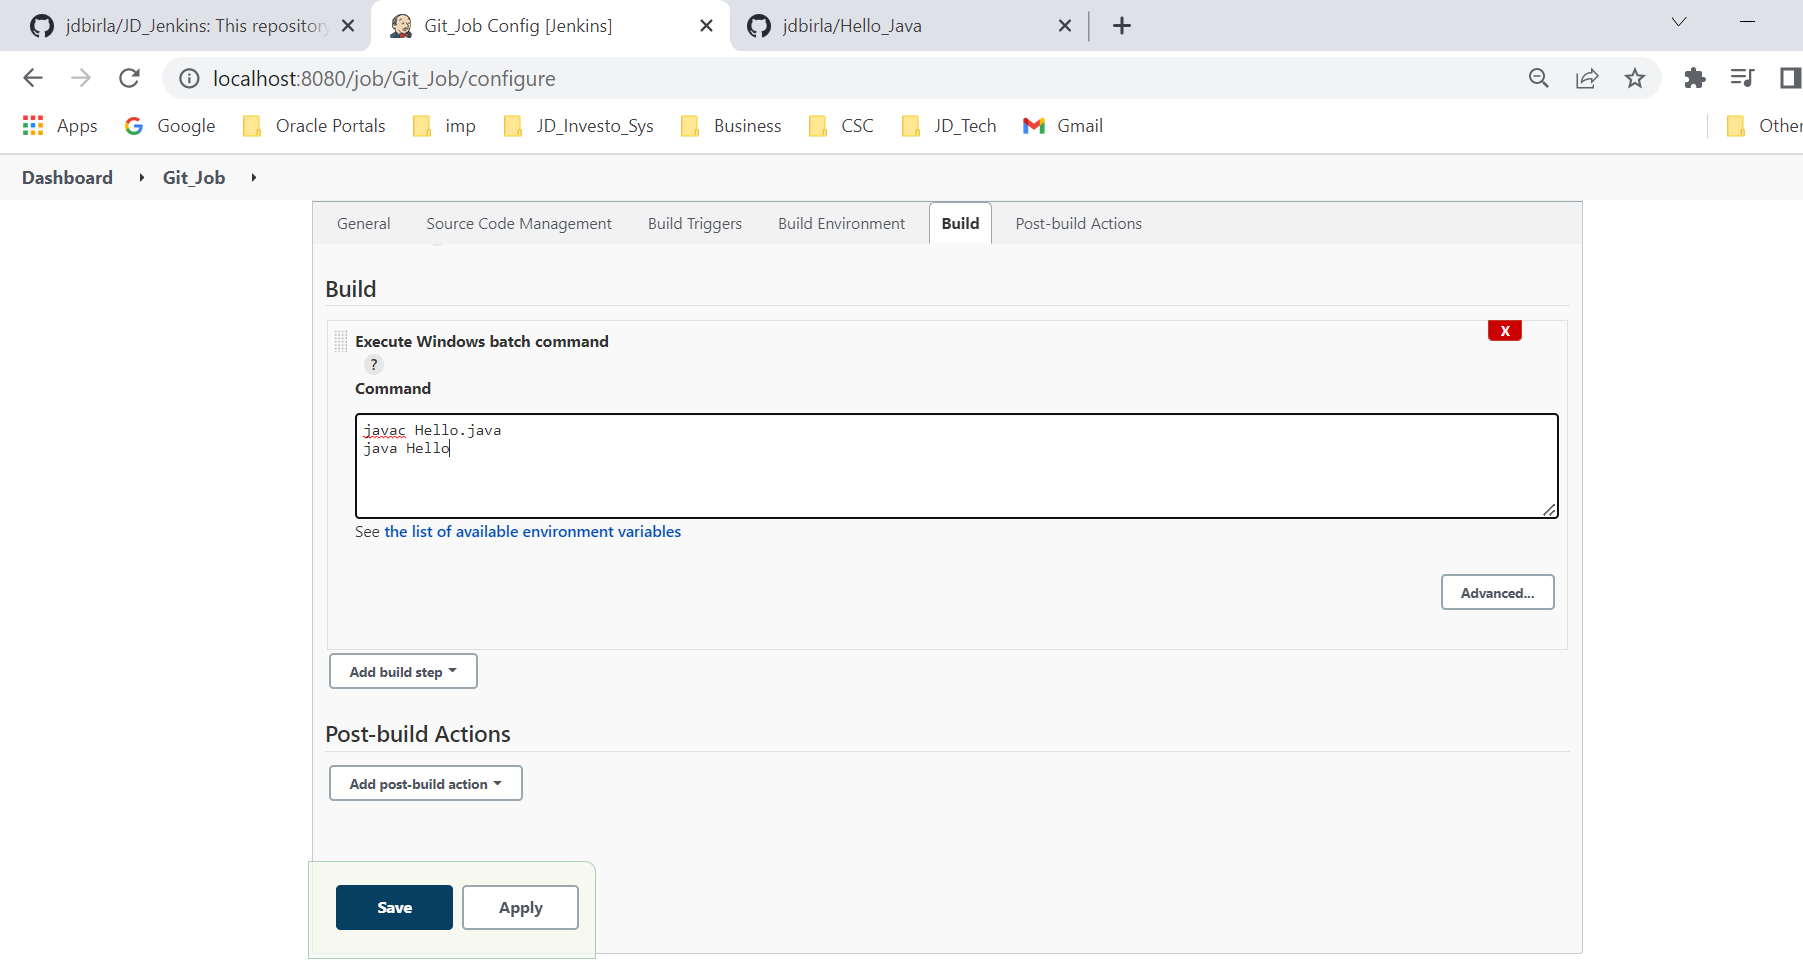 jdbirla/JD_Jenkins: This repository
Git_Job Config [Jenkins]
jdbirla/Hello_Java
localhost:8080/job/Git_Job/configure
Apps
Google
Oracle Portals
imp
JD_Investo_Sys
Business
CSC
JD_Tech
Gmail
Other
Dashboard
Git_Job
General
Source Code Management
Build Triggers
Build Environment
Build
Post-build Actions
Build
Execute Windows batch command
X
?
Command
javac Hello.java
java Hello
See the list of available environment variables
Advanced...
Add build step
Post-build Actions
Add post-build action
Save
Apply